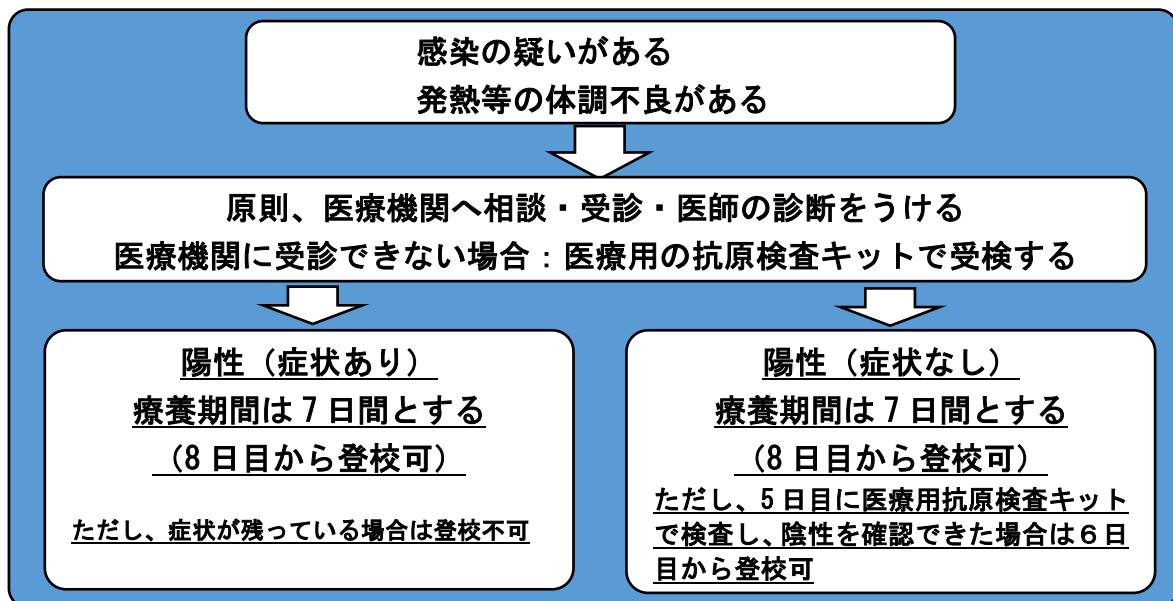 感染の疑いがある
発熱等の体調不良がある
原則、医療機関へ相談・受診・医師の診断をうける
医療機関に受診できない場合：医療用の抗原検査キットで受検する
陽性（症状あり）
療養期間は７日間とする
（8 日目から登校可）
ただし、症状が残っている場合は登校不可
陽性（症状なし）
療養期間は７日間とする
（8 日目から登校可）
ただし、5 日目に医療用抗原検査キット
で検査し、陰性を確認できた場合は６日
目から登校可